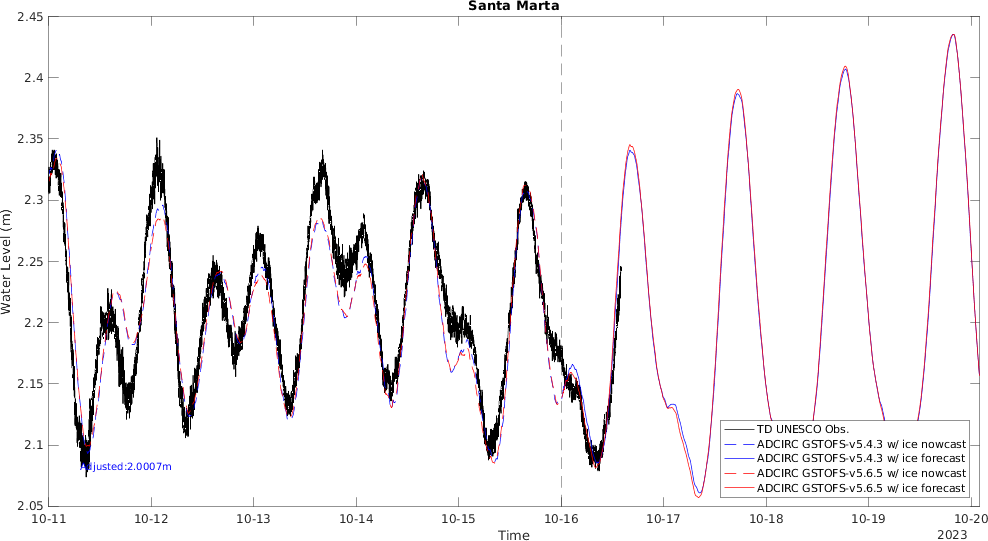 Santa Marta
2.45
2.4
2.35
2.3
2.25
2.2
2.15
2.1
2.05
Water Level (m)
Adjusted:2.0007m
TD UNESCO Obs.
ADCIRC GSTOFS-v5.4.3 w/ ice nowcast
ADCIRC GSTOFS-v5.4.3 w/ ice forecast
ADCIRC GSTOFS-v5.6.5 w/ ice nowcast
ADCIRC GSTOFS-v5.6.5 w/ ice forecast
10-11 10-12 10-13 10-14 10-15 10-16 10-17 10-18 10-19 10-20
Time
2023